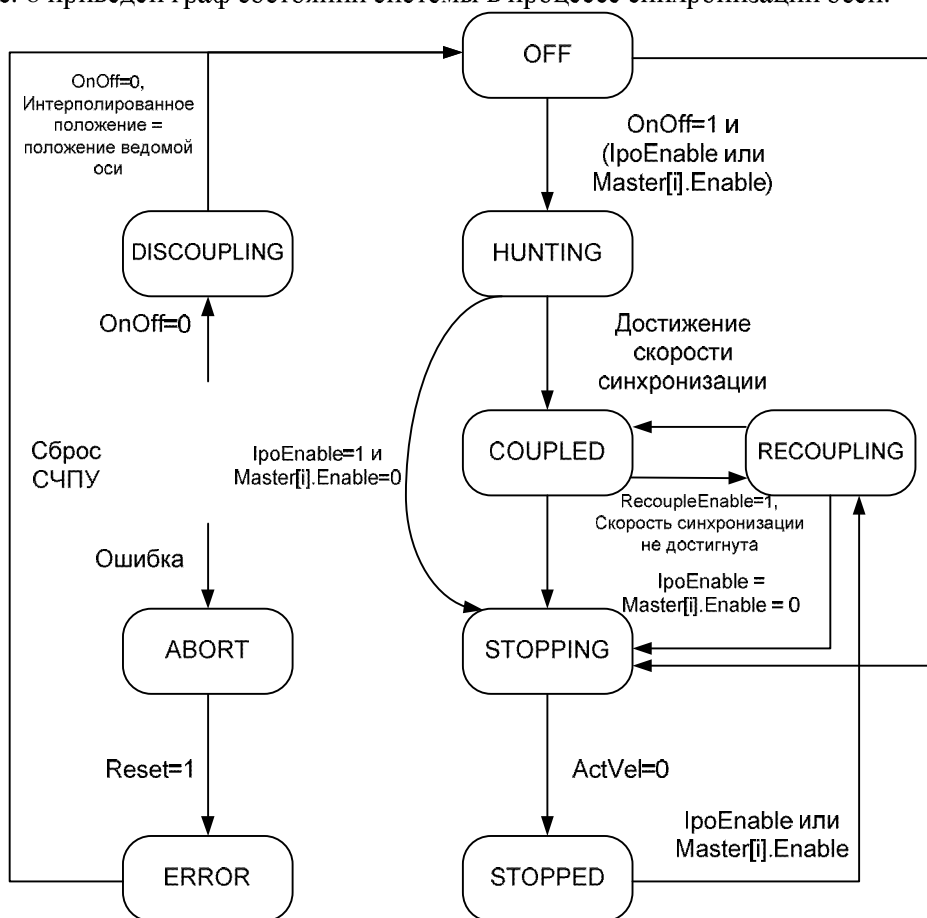 OFF
OnOff=0,
Интерполированное
положение =
положение ведомой
оси
OnOff=1 и
(IpoEnable или
Master[i].Enable)
DISCOUPLING
HUNTING
OnOff=0
Достижение
скорости
синхронизации
Сброс
СЧПУ
IpoEnable=1 и
Master[i].Enable=0
COUPLED
RECOUPLING
RecoupleEnable=1,
Скорость синхронизации
не достигнута
Ошибка
IpoEnable =
Master[i].Enable = 0
ABORT
STOPPING
Reset=1
ActVel=0
IpoEnable или
Master[i].Enable
ERROR
STOPPED